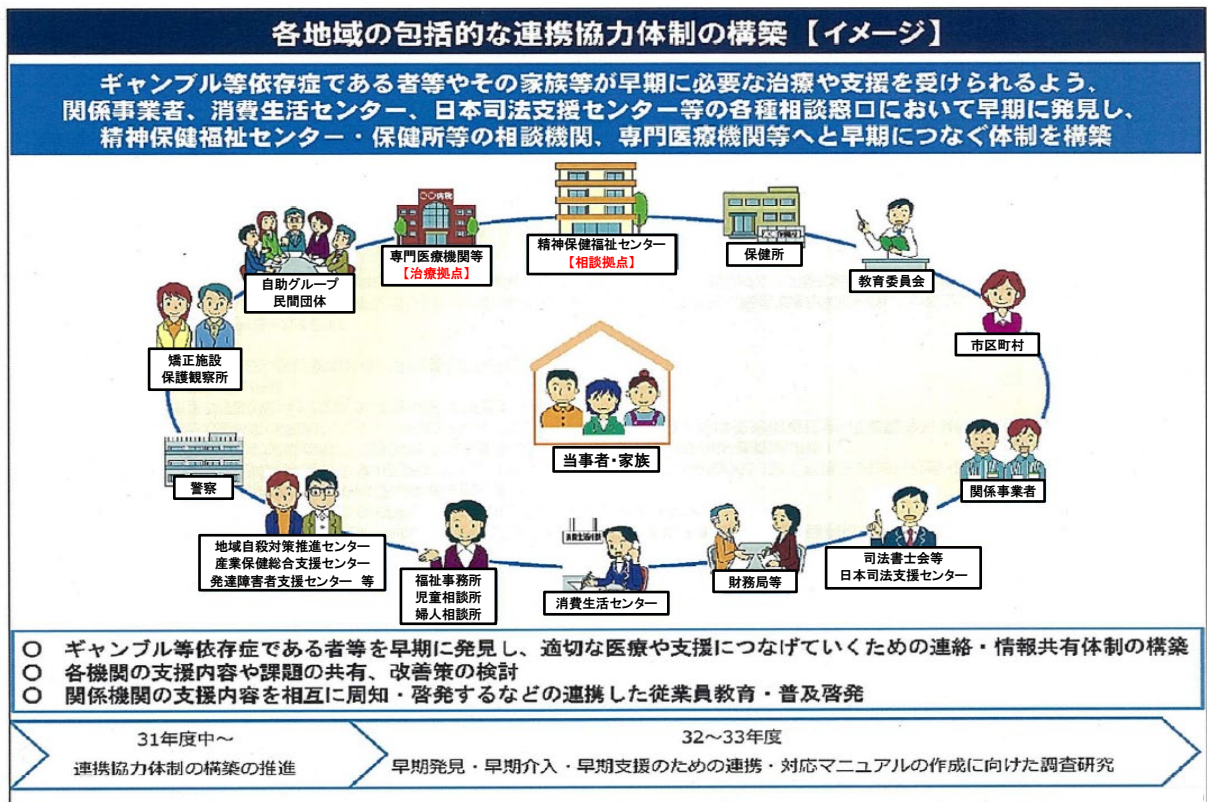 各地域の包括的な連携協力体制の構築【イメージ】
ギャンブル等依存症である者等やその家族等が早期に必要な治療や支援を受けられるよう、
関係事業者、消費生活センター、日本司法支援センター等の各種相談窓口において早期に発見し、
精神保健福祉センター・保健所等の相談機関、専門医療機関等へと早期につなぐ体制を構築
〇〇病院
自助グループ
民間団体
専門医療機関等
【治療拠点】
精神保健福祉センター
【相談拠点】
保健所
教育委員会
矯正施設
保護観察所
市区町村
当事者・家族
警察
関係事業者
地域自殺対策推進センター
産業保健総合支援センター
発達障害者支援センター 等
福祉事務所
児童相談所
婦人相談所
消費生活センター
財務局等
司法書士会等
日本司法支援センター
〇 ギャンブル等依存症である者等を早期に発見し、適切な医療や支援につなげていくための連絡・情報共有体制の構築
〇 各機関の支援内容や課題の共有、改善策の検討
〇 関係機関の支援内容を相互に周知・啓発するなどの連携した従業員教育・普及啓発
31年度中～
連携協力体制の構築の推進
32～33年度
早期発見・早期介入・早期支援のための連携・対応マニュアルの作成に向けた調査研究